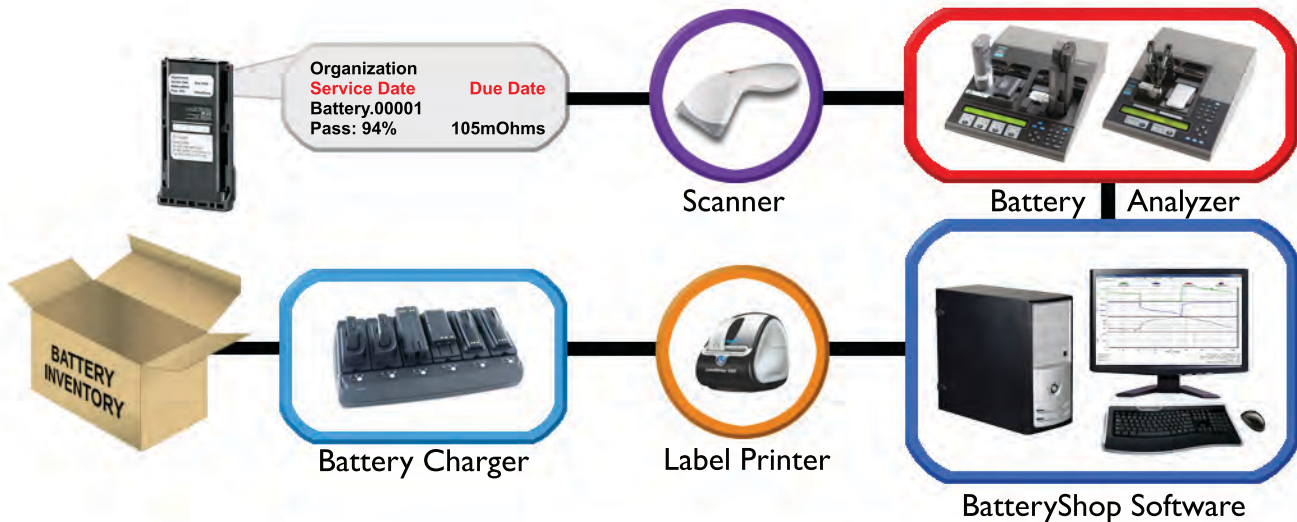 Organization
Service Date Due Date
Battery.00001
Pass: 94% 105mOhms
Scanner
Battery Analyzer
BATTERY
INVENTORY
Battery Charger
Label Printer
BatteryShop Software